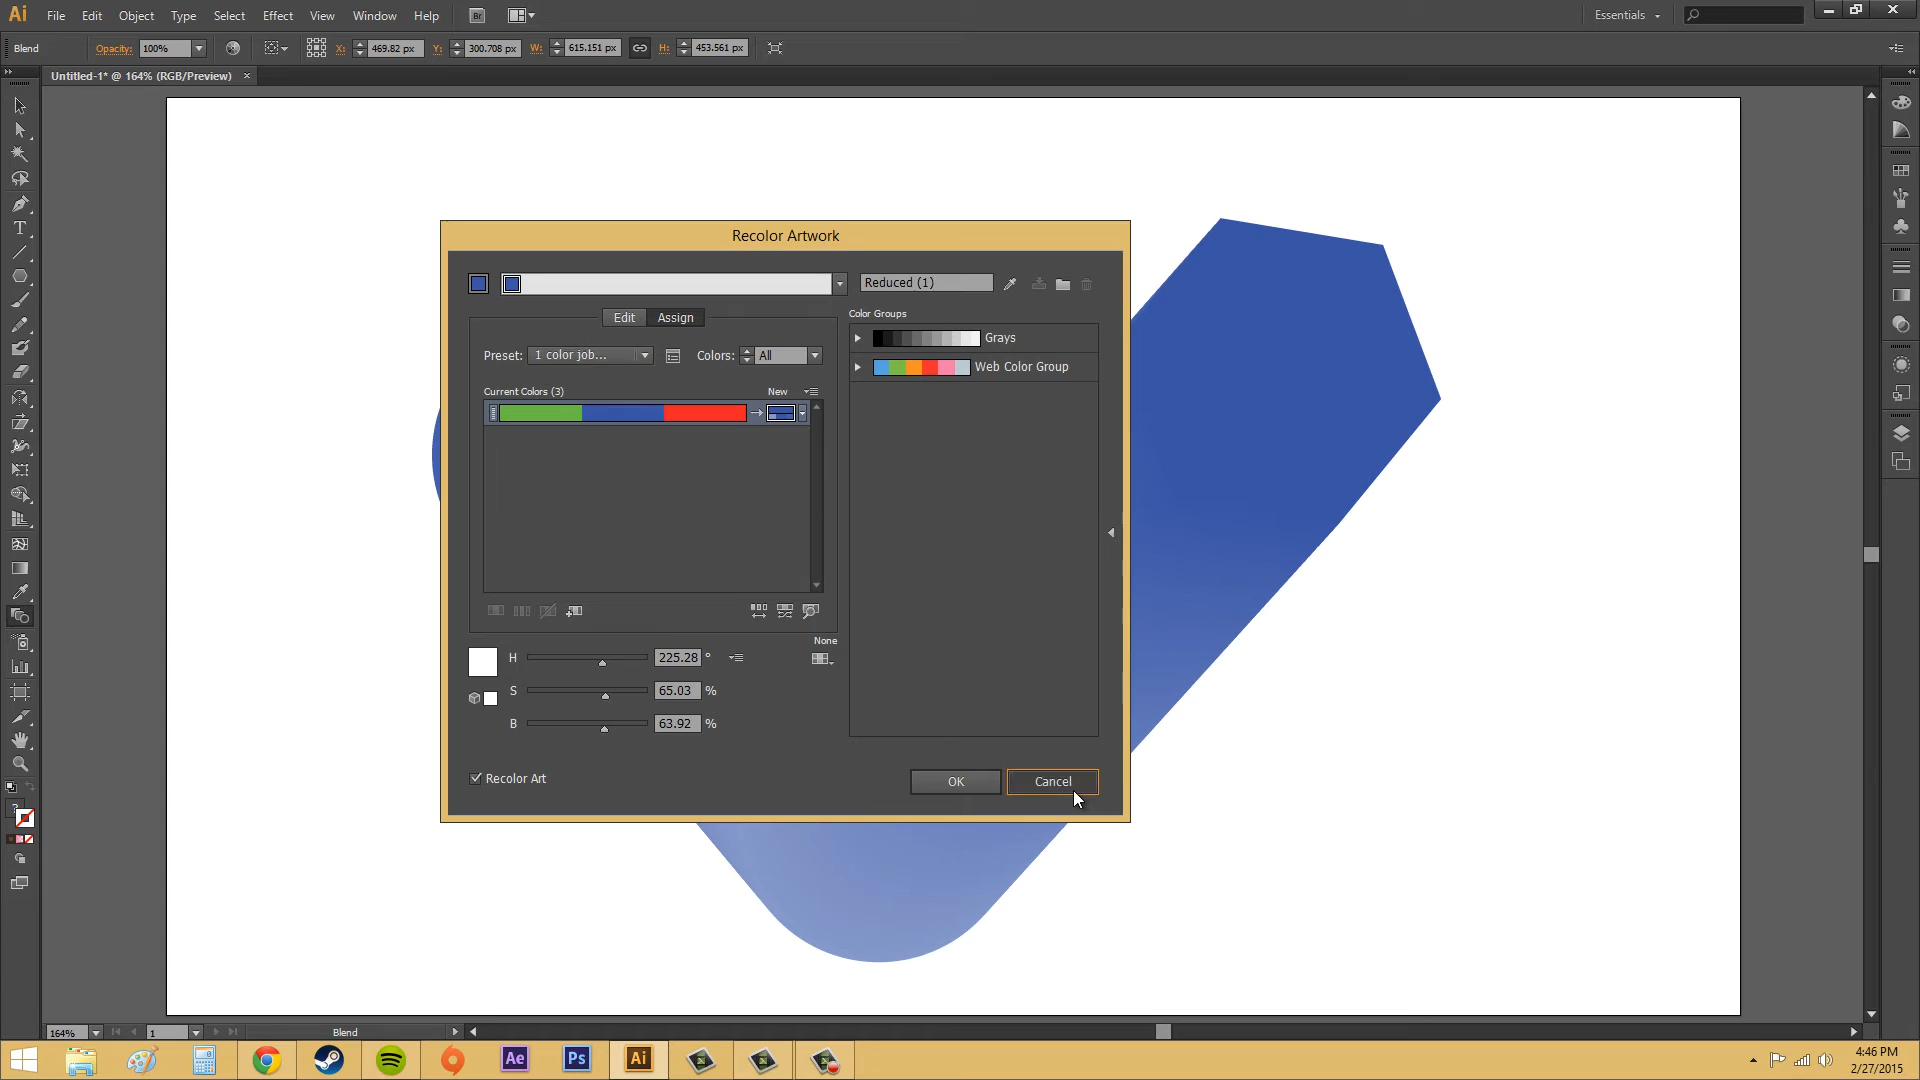 Ai File Edit Object Type Select Effect View Window Help Br Essentials
Blend Opacity: 100% X: 469.82 px Y: 300.708 px W: 615.151 px H: 453.561 px
Untitled-1* @ 164% (RGB/Preview) ×
Recolor Artwork
Reduced (1)
Edit Assign
Color Groups
Grays
Preset: 1 color job... Colors: All
Web Color Group
Current Colors (3) New
None
H 225.28 °
S 65.03 %
B 63.92 %
Recolor Art
OK Cancel
?
164% 1 Blend
Ae Ps Ai
4:46 PM
2/27/2015